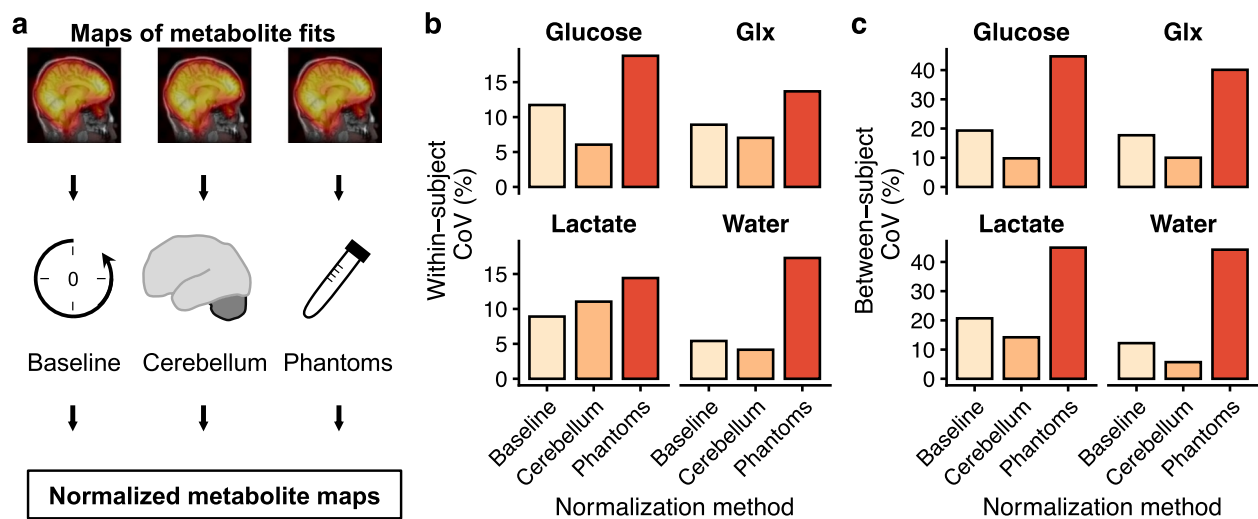 a
Maps of metabolite fits
0
Baseline
Cerebellum
Phantoms
Normalized metabolite maps
b
Within-subject
CoV (%)
Glucose
15
10
5
0
Glx
Lactate
15
10
5
0
Water
Baseline
Cerebellum
Phantoms
Baseline
Cerebellum
Phantoms
Normalization method
c
Between-subject
CoV (%)
Glucose
40
30
20
10
0
Glx
Lactate
40
30
20
10
0
Water
Baseline
Cerebellum
Phantoms
Baseline
Cerebellum
Phantoms
Normalization method